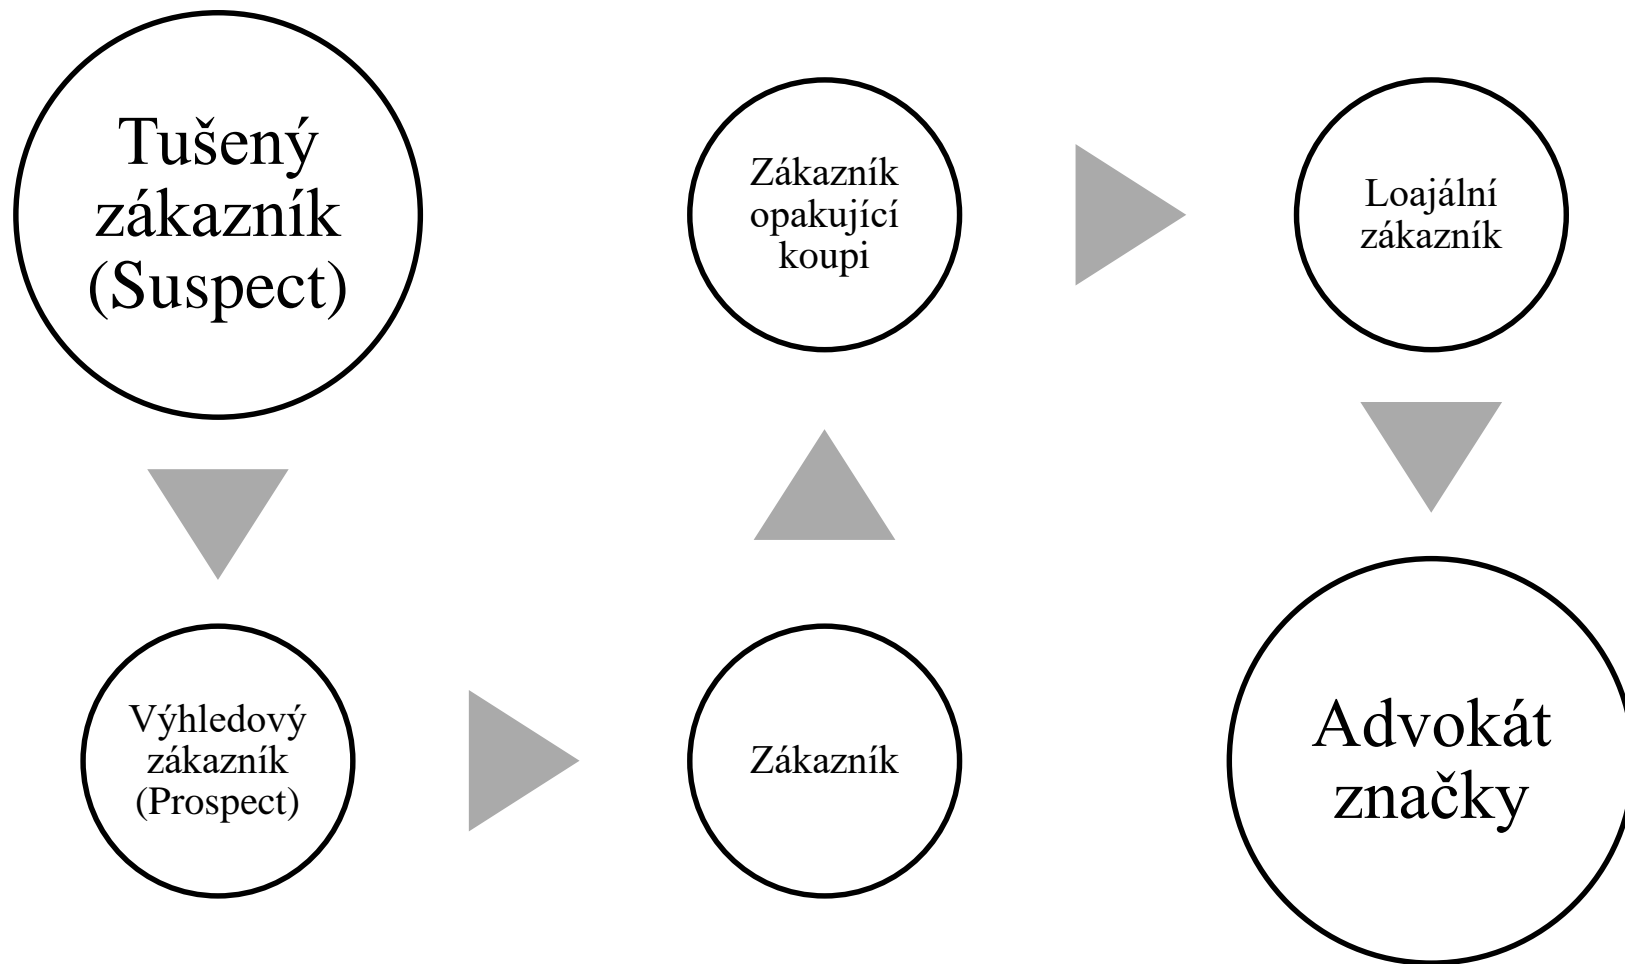 Tušený
zákazník
(Suspect)
Výhledový
zákazník
(Prospect)
Zákazník
Zákazník
opakující
koupi
Loajální
zákazník
Advokát
značky